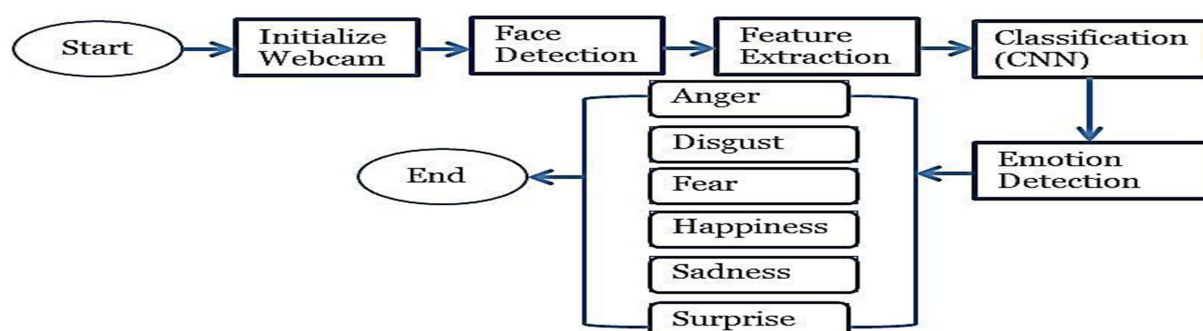 Start
Initialize
Webcam
Face
Detection
Feature
Extraction
Classification
(CNN)
Emotion
Detection
Anger
Disgust
Fear
Happiness
Sadness
Surprise
End